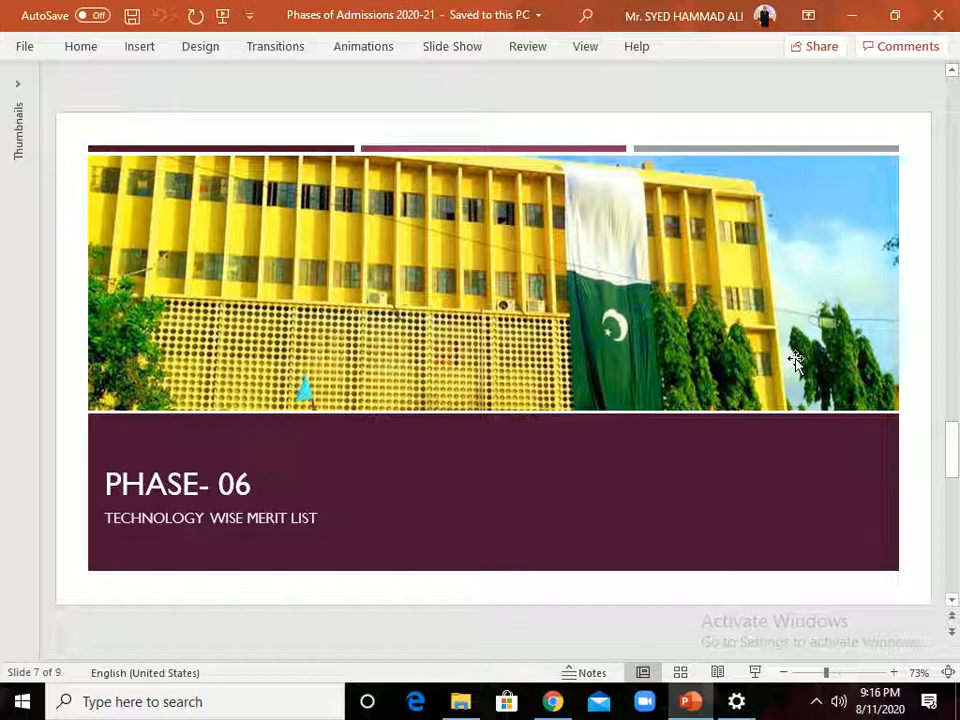 AutoSave Off Phases of Admissions 2020-21 - Saved to this PC Mr. SYED HAMMAD ALI
File Home Insert Design Transitions Animations Slide Show Review View Help Share Comments
Thumbnails
PHASE- 06
TECHNOLOGY WISE MERIT LIST
Activate Windows
Go to Settings to activate Windows.
Slide 7 of 9 English (United States) Notes 73%
Type here to search
9:16 PM
8/11/2020